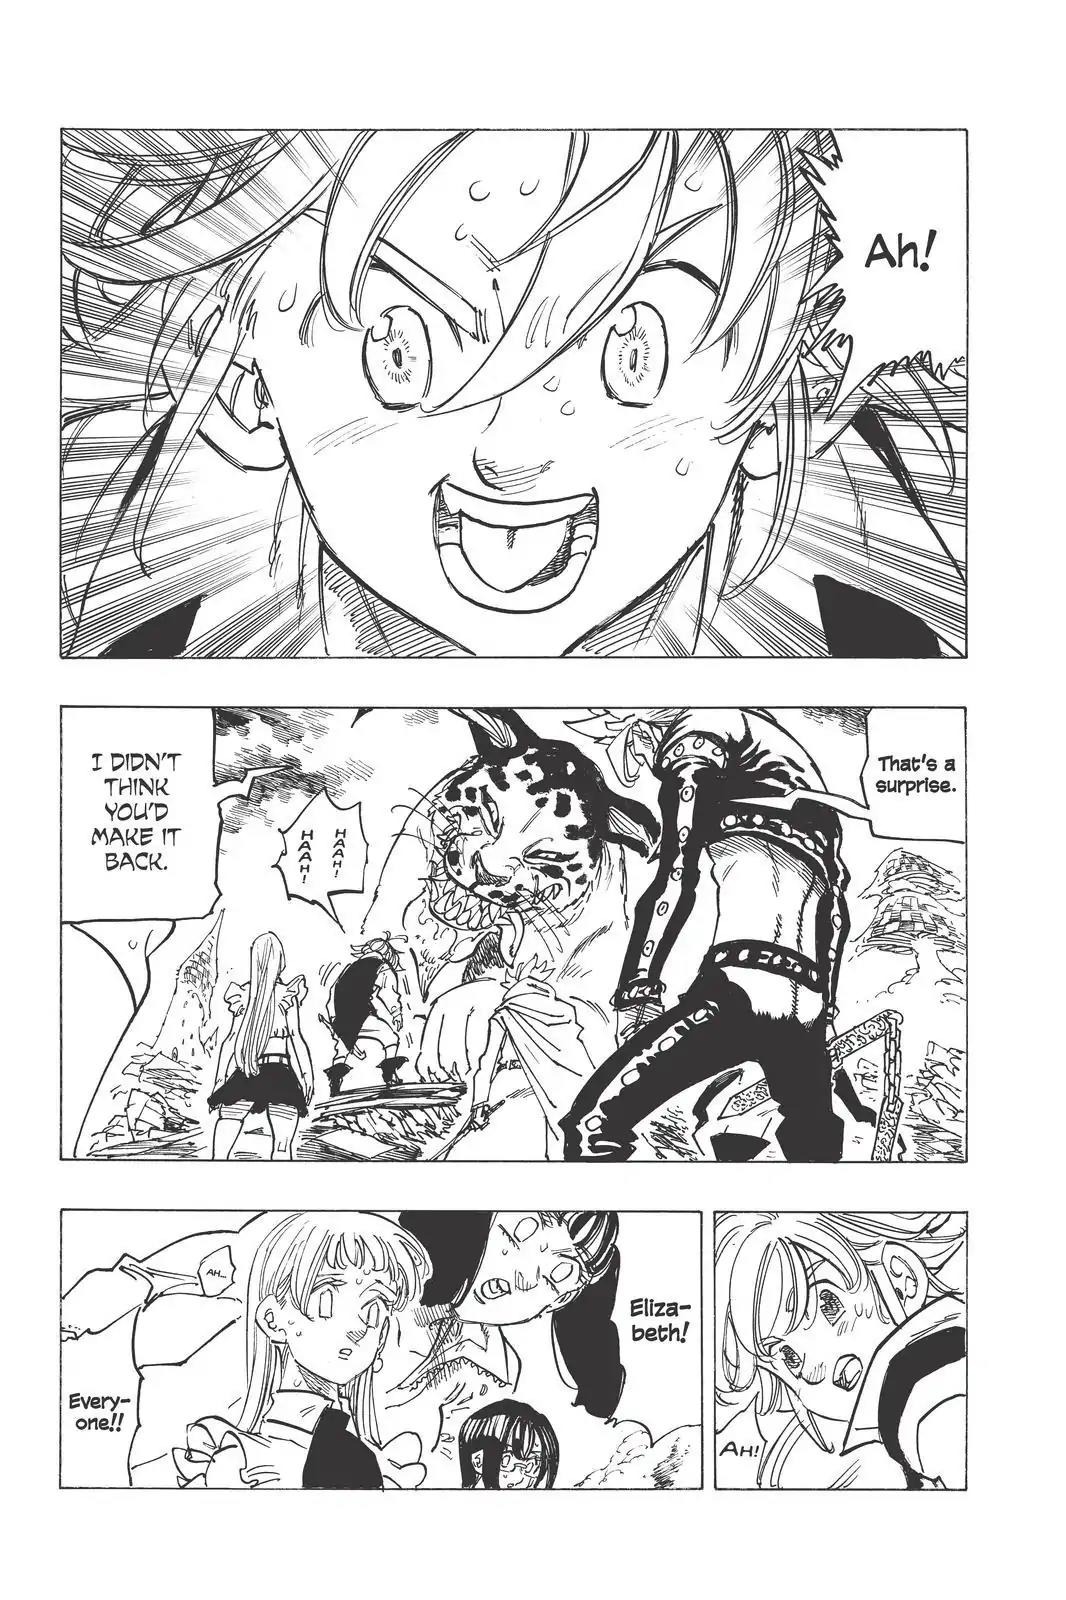 Ah!
That's a
surprise.
HAAH!
HAAH!
I DIDN'T
THINK
YOU'D
MAKE IT
BACK.
AH!
Eliza-
beth!
AH...
Every-
one!!